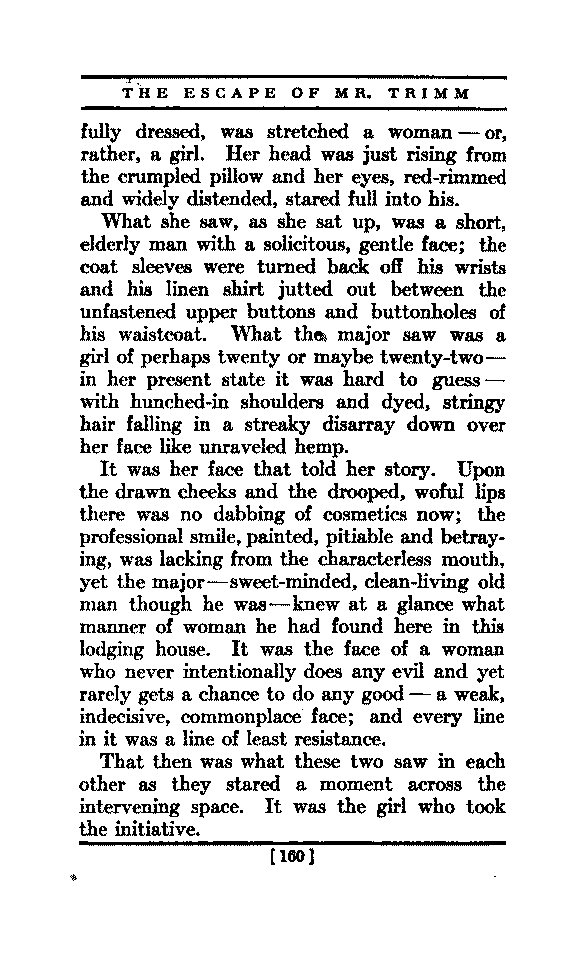 THE ESCAPE OF MR. TRIMM
fully dressed, was stretched a woman — or,
rather, a girl. Her head was just rising from
the crumpled pillow and her eyes, red-rimmed
and widely distended, stared full into his.
What she saw, as she sat up, was a short,
elderly man with a solicitous, gentle face; the
coat sleeves were turned back off his wrists
and his linen shirt jutted out between the
unfastened upper buttons and buttonholes of
his waistcoat. What the major saw was a
girl of perhaps twenty or maybe twenty-two—
in her present state it was hard to guess —
with hunched-in shoulders and dyed, stringy
hair falling in a streaky disarray down over
her face like unraveled hemp.
It was her face that told her story. Upon
the drawn cheeks and the drooped, woful lips
there was no dabbing of cosmetics now; the
professional smile, painted, pitiable and betray-
ing, was lacking from the characterless mouth,
yet the major—sweet-minded, clean-living old
man though he was—knew at a glance what
manner of woman he had found here in this
lodging house. It was the face of a woman
who never intentionally does any evil and yet
rarely gets a chance to do any good — a weak,
indecisive, commonplace face; and every line
in it was a line of least resistance.
That then was what these two saw in each
other as they stared a moment across the
intervening space. It was the girl who took
the initiative.
[160]